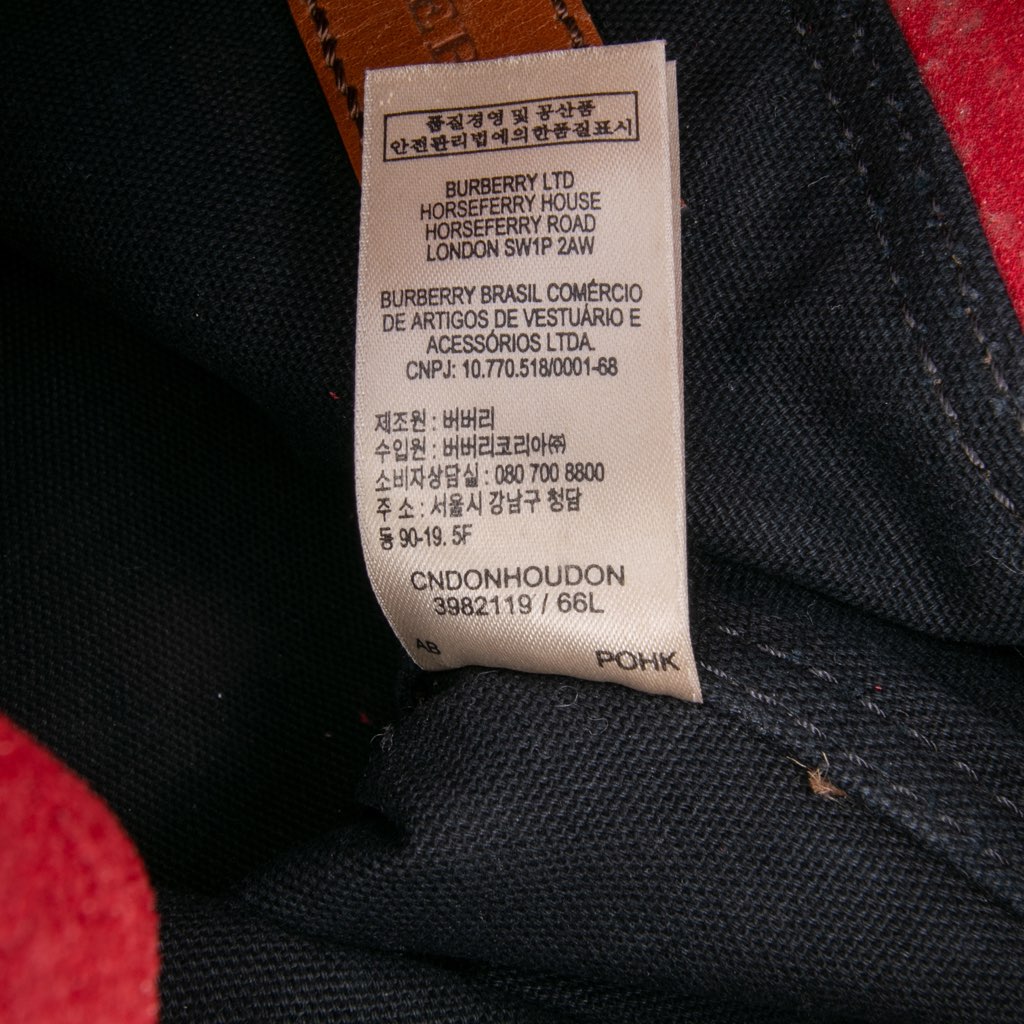 품질경영 및 공산품
안전관리법에의한품질표시
BURBERRY LTD
HORSEFERRY HOUSE
HORSEFERRY ROAD
LONDON SW1P 2AW
BURBERRY BRASIL COMÉRCIO
DE ARTIGOS DE VESTUÁRIO E
ACESSÓRIOS LTDA.
CNPJ: 10.770.518/0001-68
제조원 : 버버리
수입원 : 버버리코리아㈜
소비자상담실 : 080 700 8800
주 소 : 서울시 강남구 청담
동 90-19. 5F
CNDONHOUDON
3982119 / 66L
AB
POHK